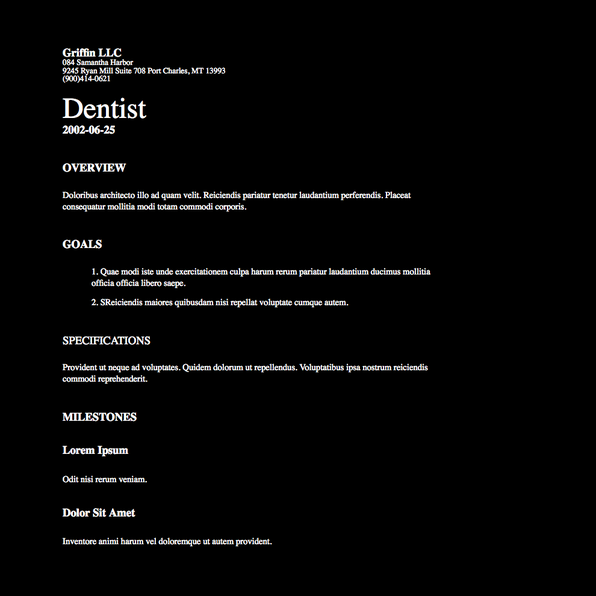 Griffin LLC
084 Samantha Harbor
9245 Ryan Mill Suite 708 Port Charles, MT 13993
(900)414-0621
Dentist
2002-06-25
OVERVIEW
Doloribus architecto illo ad quam velit. Reiciendis pariatur tenetur laudantium perferendis. Placeat
consequatur mollitia modi totam commodi corporis.
GOALS
1. Quae modi iste unde exercitationem culpa harum rerum pariatur laudantium ducimus mollitia
officia officia libero saepe.
2. SReiciendis maiores quibusdam nisi repellat voluptate cumque autem.
SPECIFICATIONS
Provident ut neque ad voluptates. Quidem dolorum ut repellendus. Voluptatibus ipsa nostrum reiciendis
commodi reprehenderit.
MILESTONES
Lorem Ipsum
Odit nisi rerum veniam.
Dolor Sit Amet
Inventore animi harum vel doloremque ut autem provident.